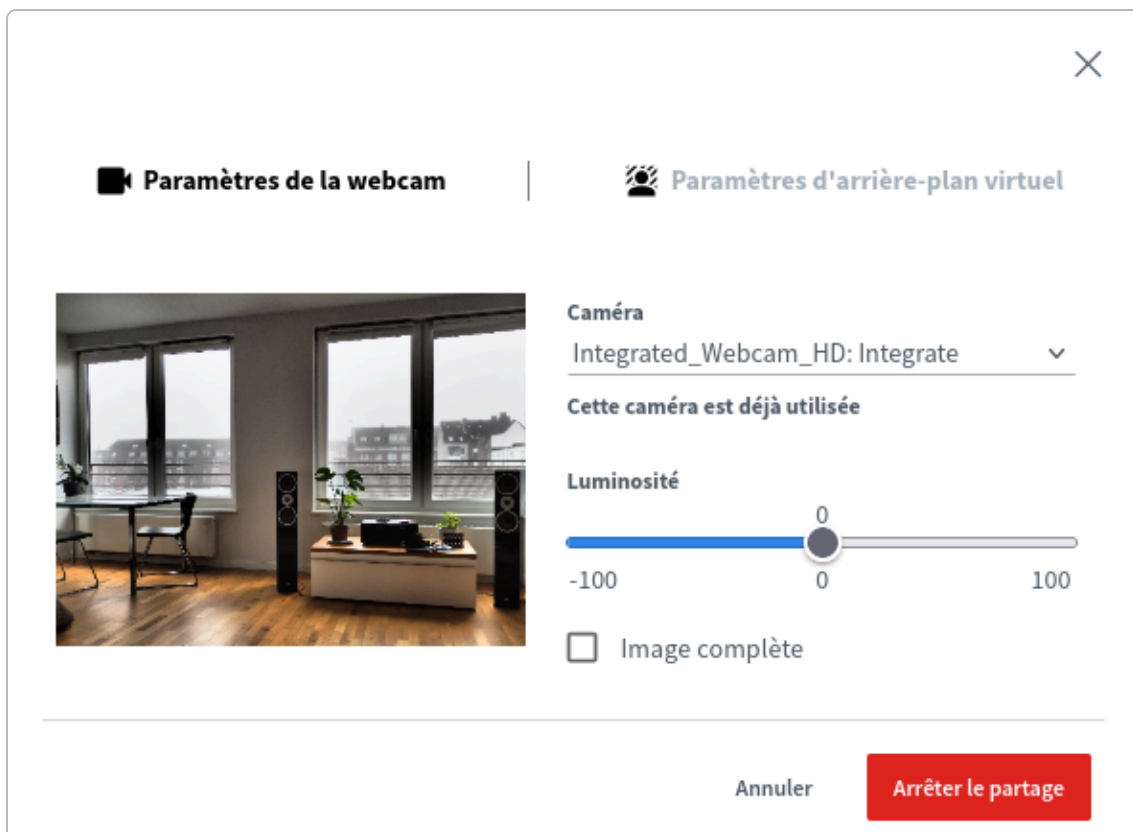 Paramètres de la webcam
Paramètres d'arrière-plan virtuel
Caméra
Integrated_Webcam_HD: Integrate
Cette caméra est déjà utilisée
Luminosité
0
-100 0 100
Image complète
Annuler Arrêter le partage